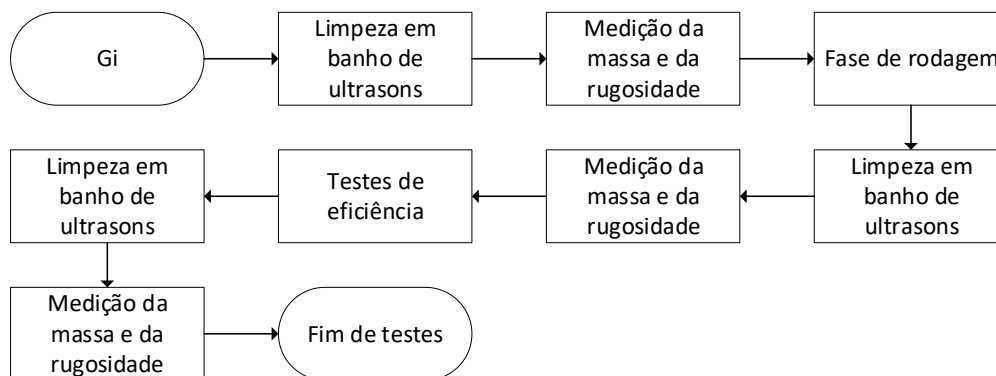 Gi
Limpeza em
banho de
ultrasons
Medição da
massa e da
rugosidade
Fase de rodagem
Limpeza em
banho de
ultrasons
Medição da
massa e da
rugosidade
Testes de
eficiência
Limpeza em
banho de
ultrasons
Medição da
massa e da
rugosidade
Fim de testes